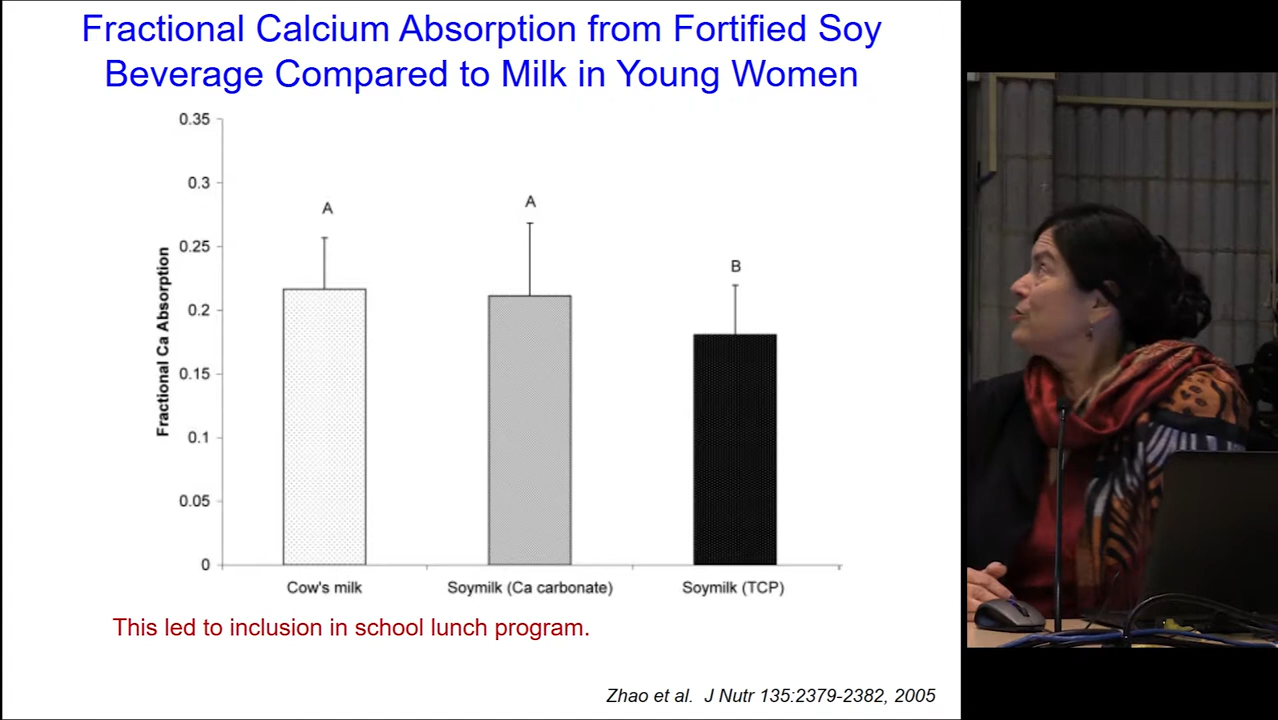 Fractional Calcium Absorption from Fortified Soy
Beverage Compared to Milk in Young Women
0.35
0.3
0.25
0.2
0.15
0.1
0.05
0
Fractional Ca Absorption
A
A
B
Cow's milk
Soymilk (Ca carbonate)
Soymilk (TCP)
This led to inclusion in school lunch program.
Zhao et al. J Nutr 135:2379-2382, 2005